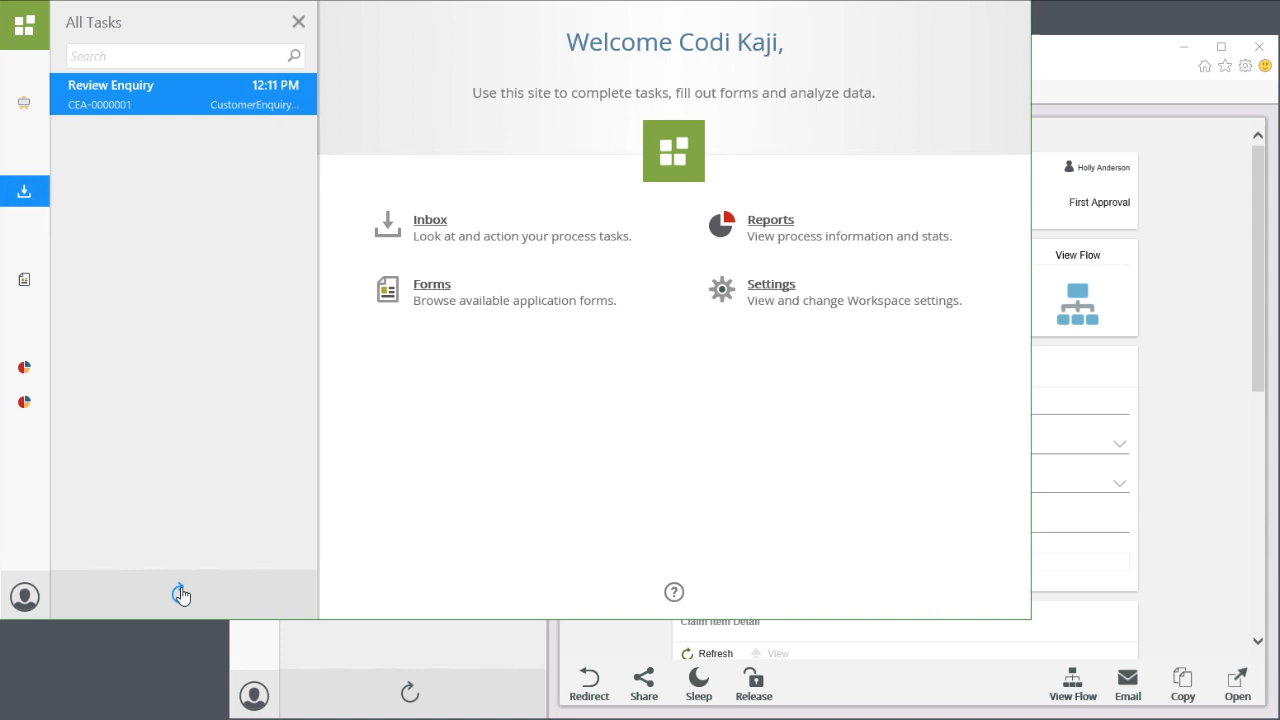 All Tasks
Search
Review Enquiry 12:11 PM
CEA-0000001 CustomerEnquiry...
Welcome Codi Kaji,
Use this site to complete tasks, fill out forms and analyze data.
Inbox
Look at and action your process tasks.
Reports
View process information and stats.
Forms
Browse available application forms.
Settings
View and change Workspace settings.
Holly Anderson
First Approval
View Flow
Claim Item Detail
Refresh View
Redirect Share Sleep Release View Flow Email Copy Open